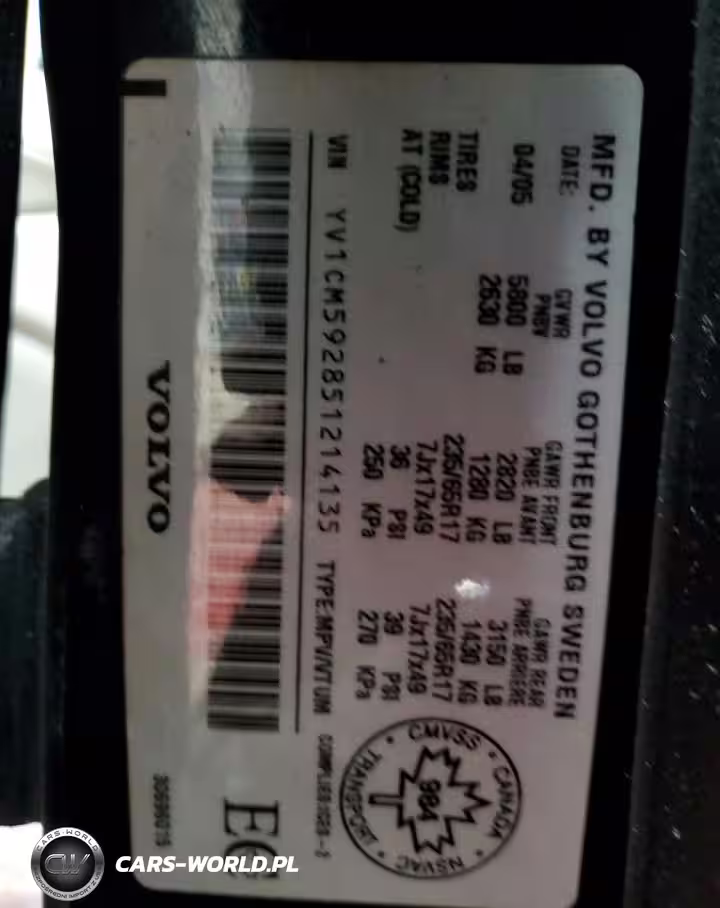 MFD. BY VOLVO GOTHENBURG SWEDEN
DATE: GVWR PNBV GAWR FRONT PNBE AVANT GAWR REAR PNBE ARRIERE
04/05 5800 LB 2820 LB 3150 LB
2630 KG 1280 KG 1430 KG
TIRES 235/65R17 235/65R17
RIMS 7Jx17x49 7Jx17x49
AT (COLD) 36 PSI 39 PSI
250 KPa 270 KPa
VIN YV1CM592851214135 TYPE:MPV/VTUM
CANADA
CMVSS
984
NSVAC
TRANSPORT
VOLVO
CARS-WORLD.PL
CW